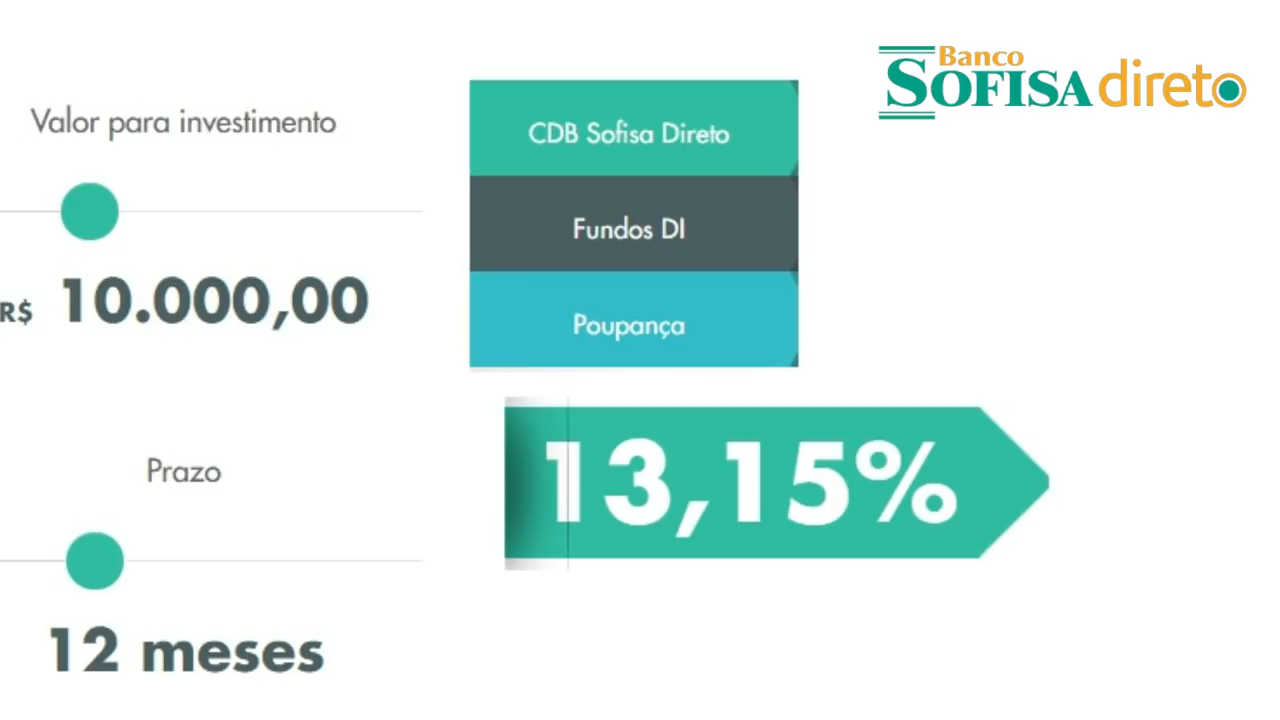 Banco
SOFISA direto
Valor para investimento
R$ 10.000,00
CDB Sofisa Direto
Fundos DI
Poupança
13,15%
Prazo
12 meses